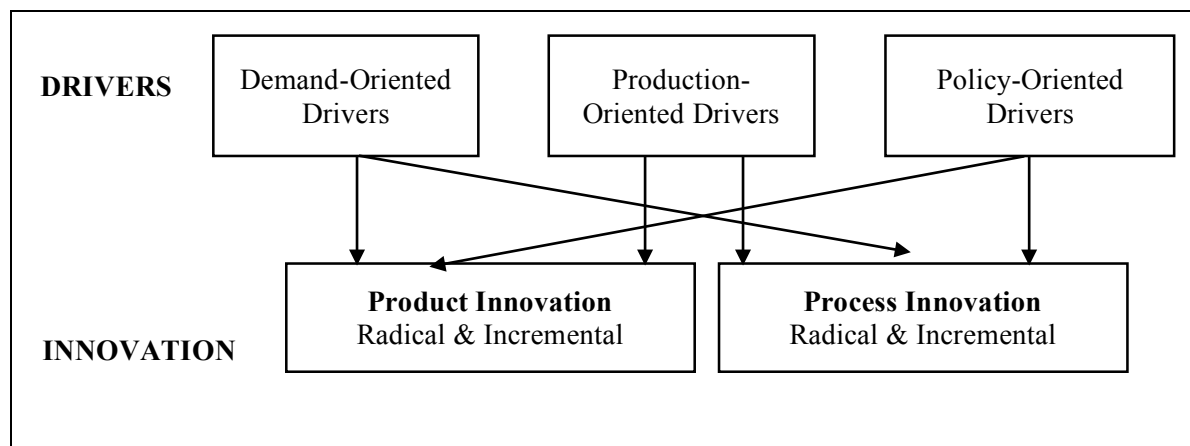 DRIVERS
Demand-Oriented
Drivers
Production-
Oriented Drivers
Policy-Oriented
Drivers
Product Innovation
Radical & Incremental
Process Innovation
Radical & Incremental
INNOVATION